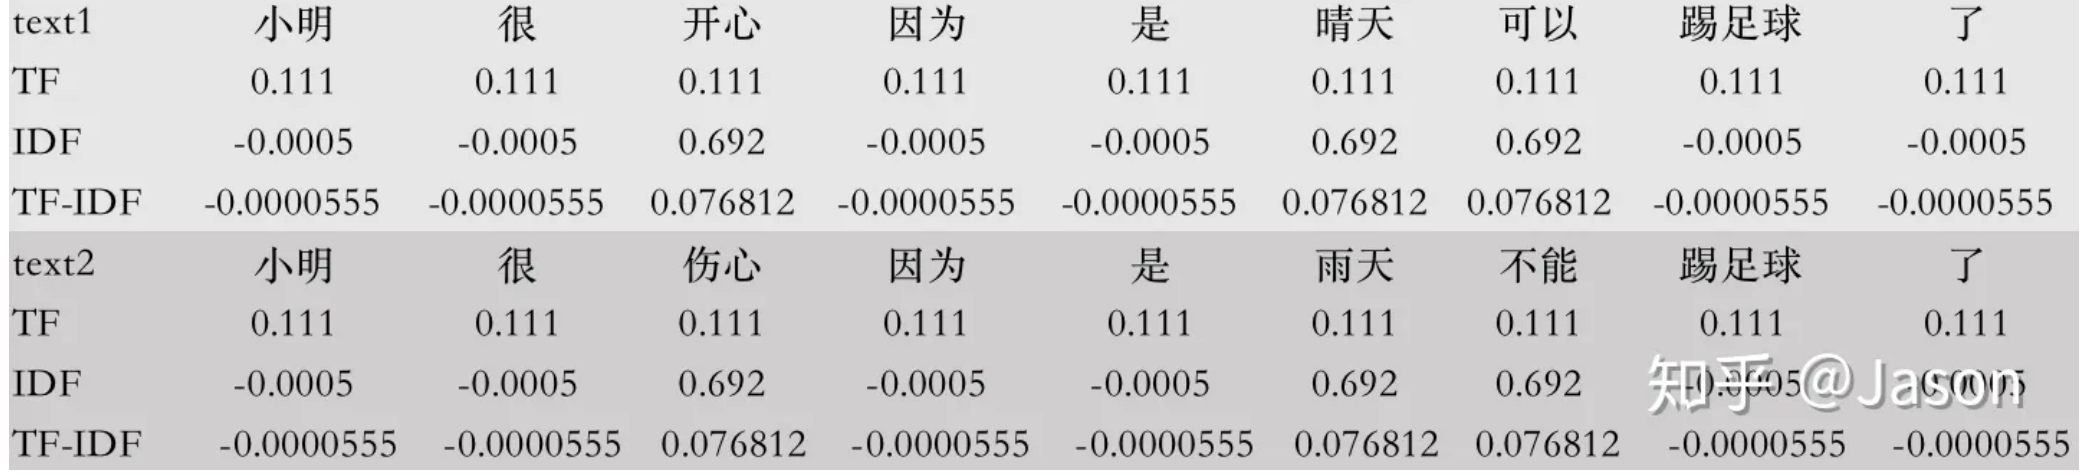 text1 小明 很 开心 因为 是 晴天 可以 踢足球 了
TF 0.111 0.111 0.111 0.111 0.111 0.111 0.111 0.111 0.111
IDF -0.0005 -0.0005 0.692 -0.0005 -0.0005 0.692 0.692 -0.0005 -0.0005
TF-IDF -0.0000555 -0.0000555 0.076812 -0.0000555 -0.0000555 0.076812 0.076812 -0.0000555 -0.0000555
text2 小明 很 伤心 因为 是 雨天 不能 踢足球 了
TF 0.111 0.111 0.111 0.111 0.111 0.111 0.111 0.111 0.111
IDF -0.0005 -0.0005 0.692 -0.0005 -0.0005 0.692 0.692 -0.0005 -0.0005
知乎 @Jason
TF-IDF -0.0000555 -0.0000555 0.076812 -0.0000555 -0.0000555 0.076812 0.076812 -0.0000555 -0.0000555